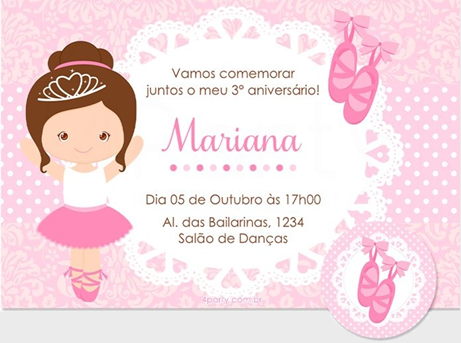 Vamos comemorar
juntos o meu 3º aniversário!
Mariana
Dia 05 de Outubro às 17h00
Al. das Bailarinas, 1234
Salão de Danças
4party.com.br